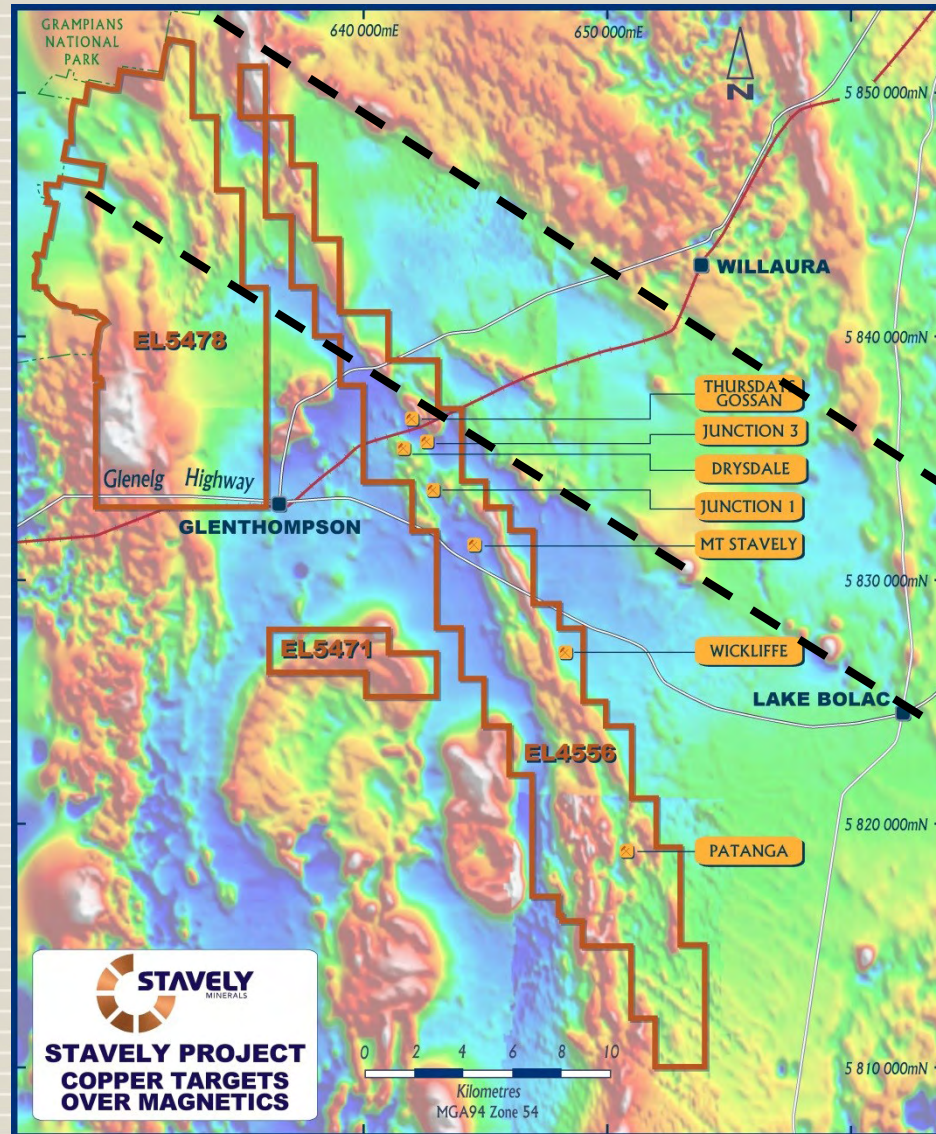 GRAMPIANS
NATIONAL
PARK
640 000mE
650 000mE
N
5 850 000mN
WILLAURA
EL5478
5 840 000mN
THURSDAYS
GOSSAN
JUNCTION 3
DRYSDALE
Glenelg Highway
JUNCTION 1
GLENTHOMPSON
MT STAVELY
5 830 000mN
EL5471
WICKLIFFE
LAKE BOLAC
EL4556
5 820 000mN
PATANGA
STAVELY
MINERALS
STAVELY PROJECT
COPPER TARGETS
OVER MAGNETICS
0 2 4 6 8 10
Kilometres
MGA94 Zone 54
5 810 000mN